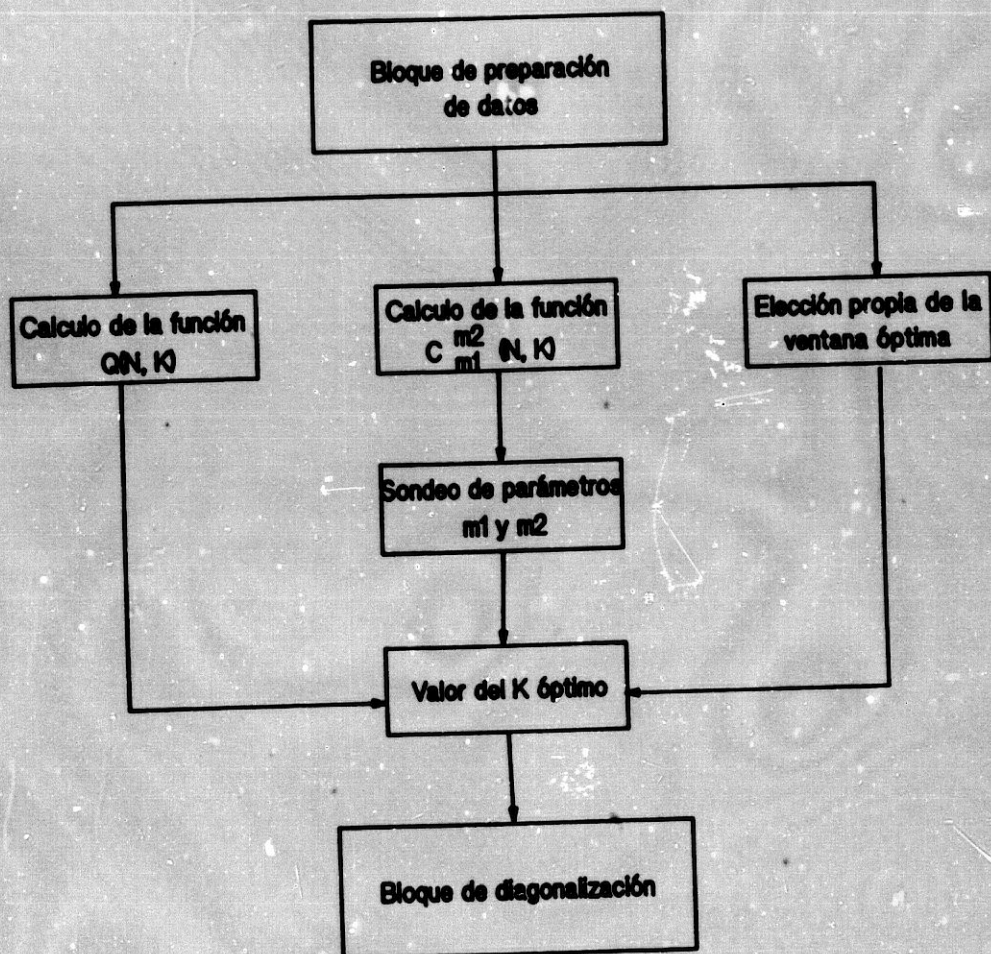 Bloque de preparación
de datos
Calculo de la función
Q(N, K)
Calculo de la función
C m2 m1 (N, K)
Elección propia de la
ventana óptima
Sondeo de parámetros
m1 y m2
Valor del K óptimo
Bloque de diagonalización